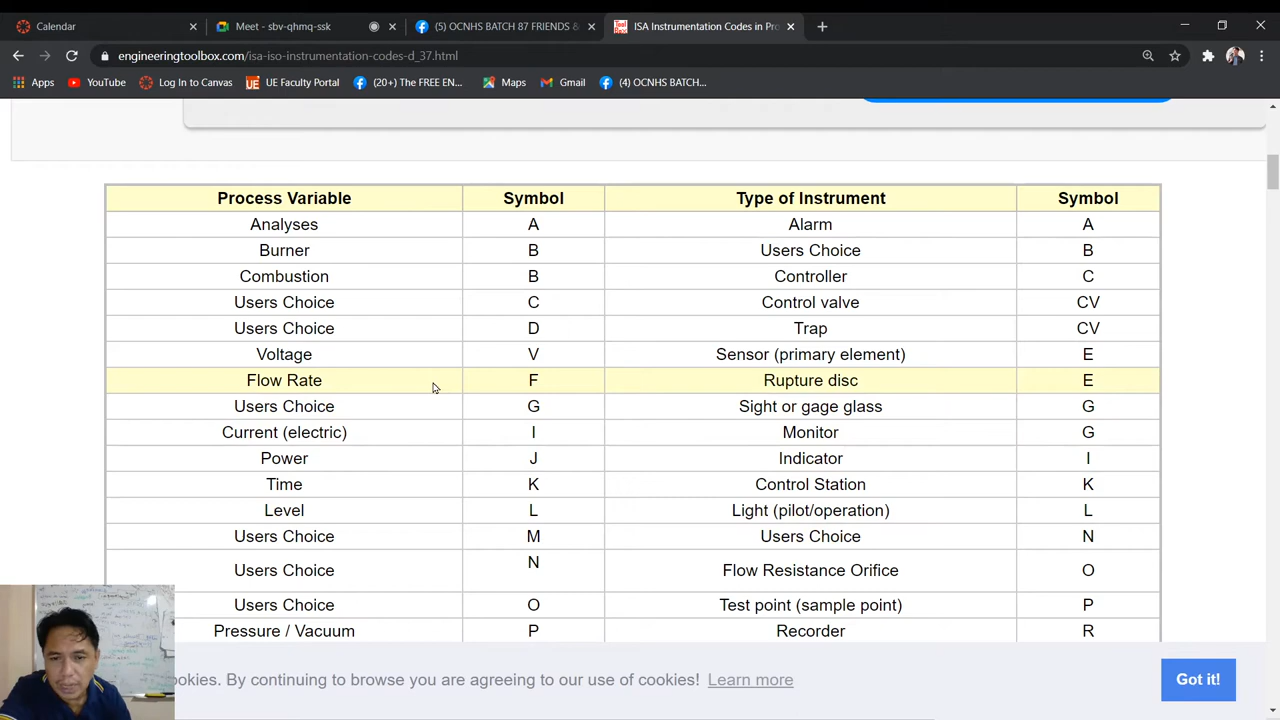 Calendar
Meet - sbv-qhmq-ssk
(5) OCNHS BATCH 87 FRIENDS &
ISA Instrumentation Codes in Pro
engineeringtoolbox.com/isa-iso-instrumentation-codes-d_37.html
Apps YouTube Log In to Canvas UE Faculty Portal (20+) The FREE EN... Maps Gmail (4) OCNHS BATCH...
Process Variable Symbol Type of Instrument Symbol
Analyses A Alarm A
Burner B Users Choice B
Combustion B Controller C
Users Choice C Control valve CV
Users Choice D Trap CV
Voltage V Sensor (primary element) E
Flow Rate F Rupture disc E
Users Choice G Sight or gage glass G
Current (electric) I Monitor G
Power J Indicator I
Time K Control Station K
Level L Light (pilot/operation) L
Users Choice M Users Choice N
Users Choice N Flow Resistance Orifice O
Users Choice O Test point (sample point) P
Pressure / Vacuum P Recorder R
ookies. By continuing to browse you are agreeing to our use of cookies! Learn more Got it!